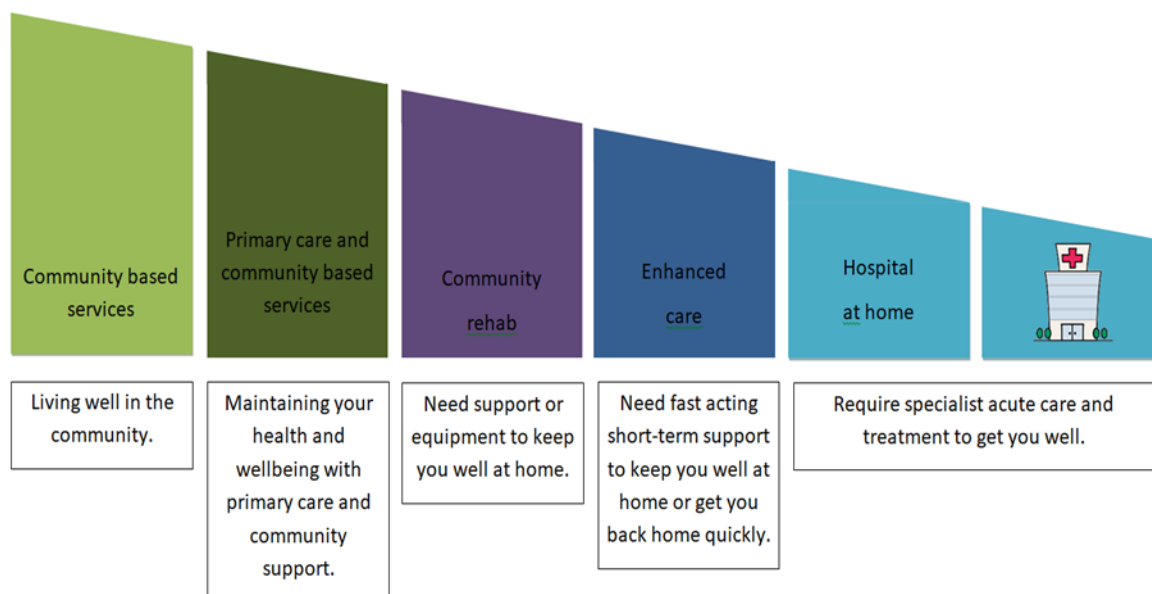 Community based
services
Primary care and
community based
services
Community
rehab
Enhanced
care
Hospital
at home
Living well in the
community.
Maintaining your
health and
wellbeing with
primary care and
community
support.
Need support or
equipment to keep
you well at home.
Need fast acting
short-term support
to keep you well at
home or get you
back home quickly.
Require specialist acute care and
treatment to get you well.